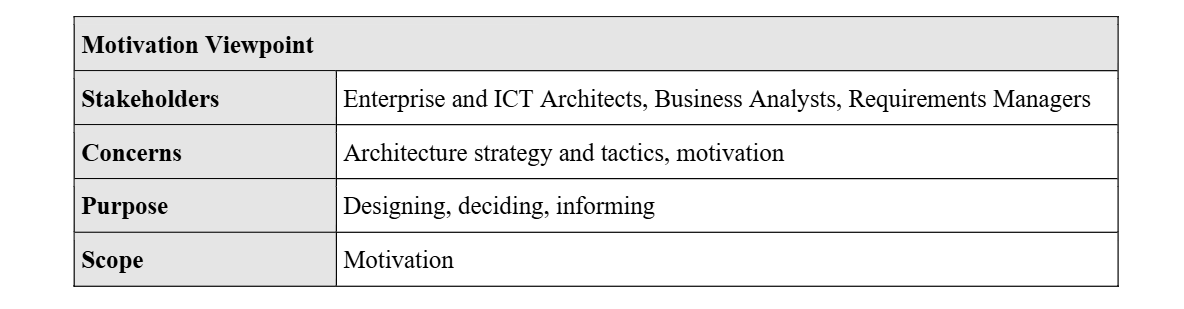 Motivation Viewpoint
Stakeholders Enterprise and ICT Architects, Business Analysts, Requirements Managers
Concerns Architecture strategy and tactics, motivation
Purpose Designing, deciding, informing
Scope Motivation